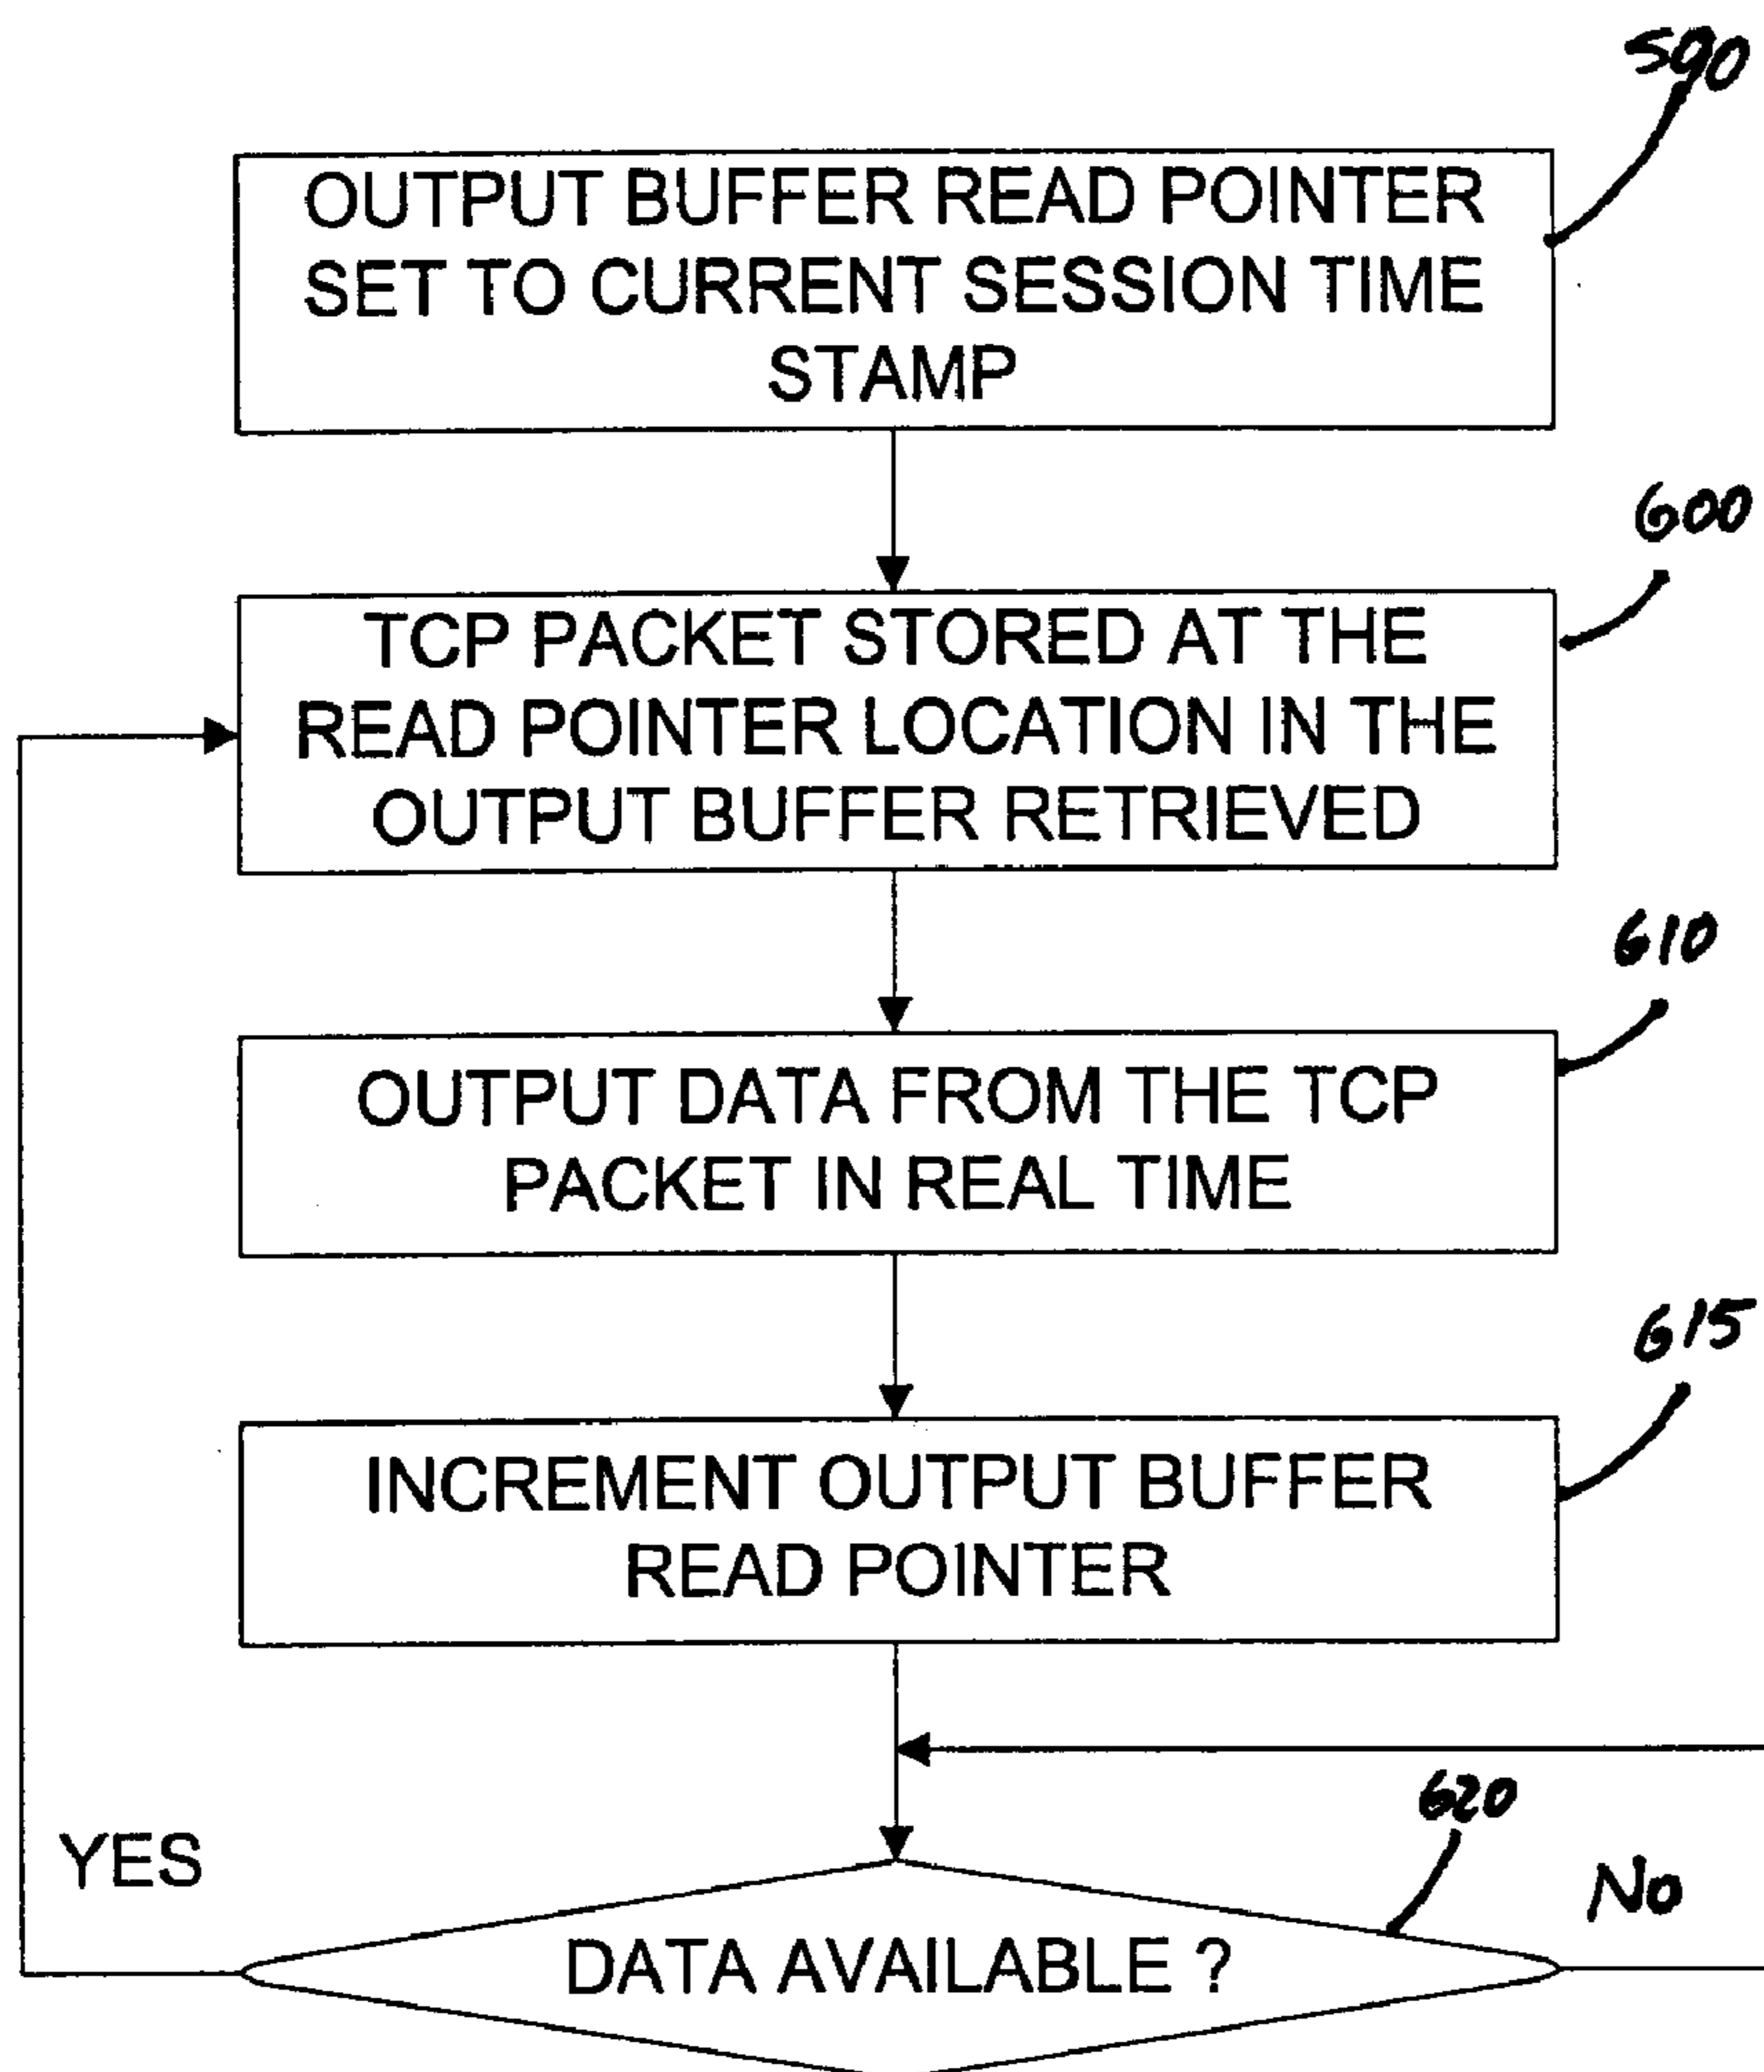 590
OUTPUT BUFFER READ POINTER
SET TO CURRENT SESSION TIME
STAMP
600
TCP PACKET STORED AT THE
READ POINTER LOCATION IN THE
OUTPUT BUFFER RETRIEVED
610
OUTPUT DATA FROM THE TCP
PACKET IN REAL TIME
615
INCREMENT OUTPUT BUFFER
READ POINTER
620
YES
No
DATA AVAILABLE ?